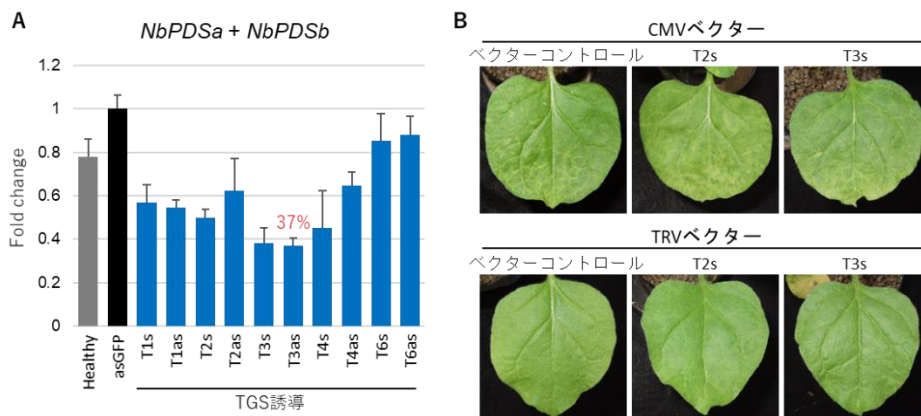 A
NbPDSa + NbPDSb
Fold change
1.2
1
0.8
0.6
0.4
0.2
0
37%
Healthy
asGFP
T1s
T1as
T2s
T2as
T3s
T3as
T4s
T4as
T6s
T6as
TGS誘導
B
CMVベクター
ベクターコントロール T2s T3s
TRVベクター
ベクターコントロール T2s T3s